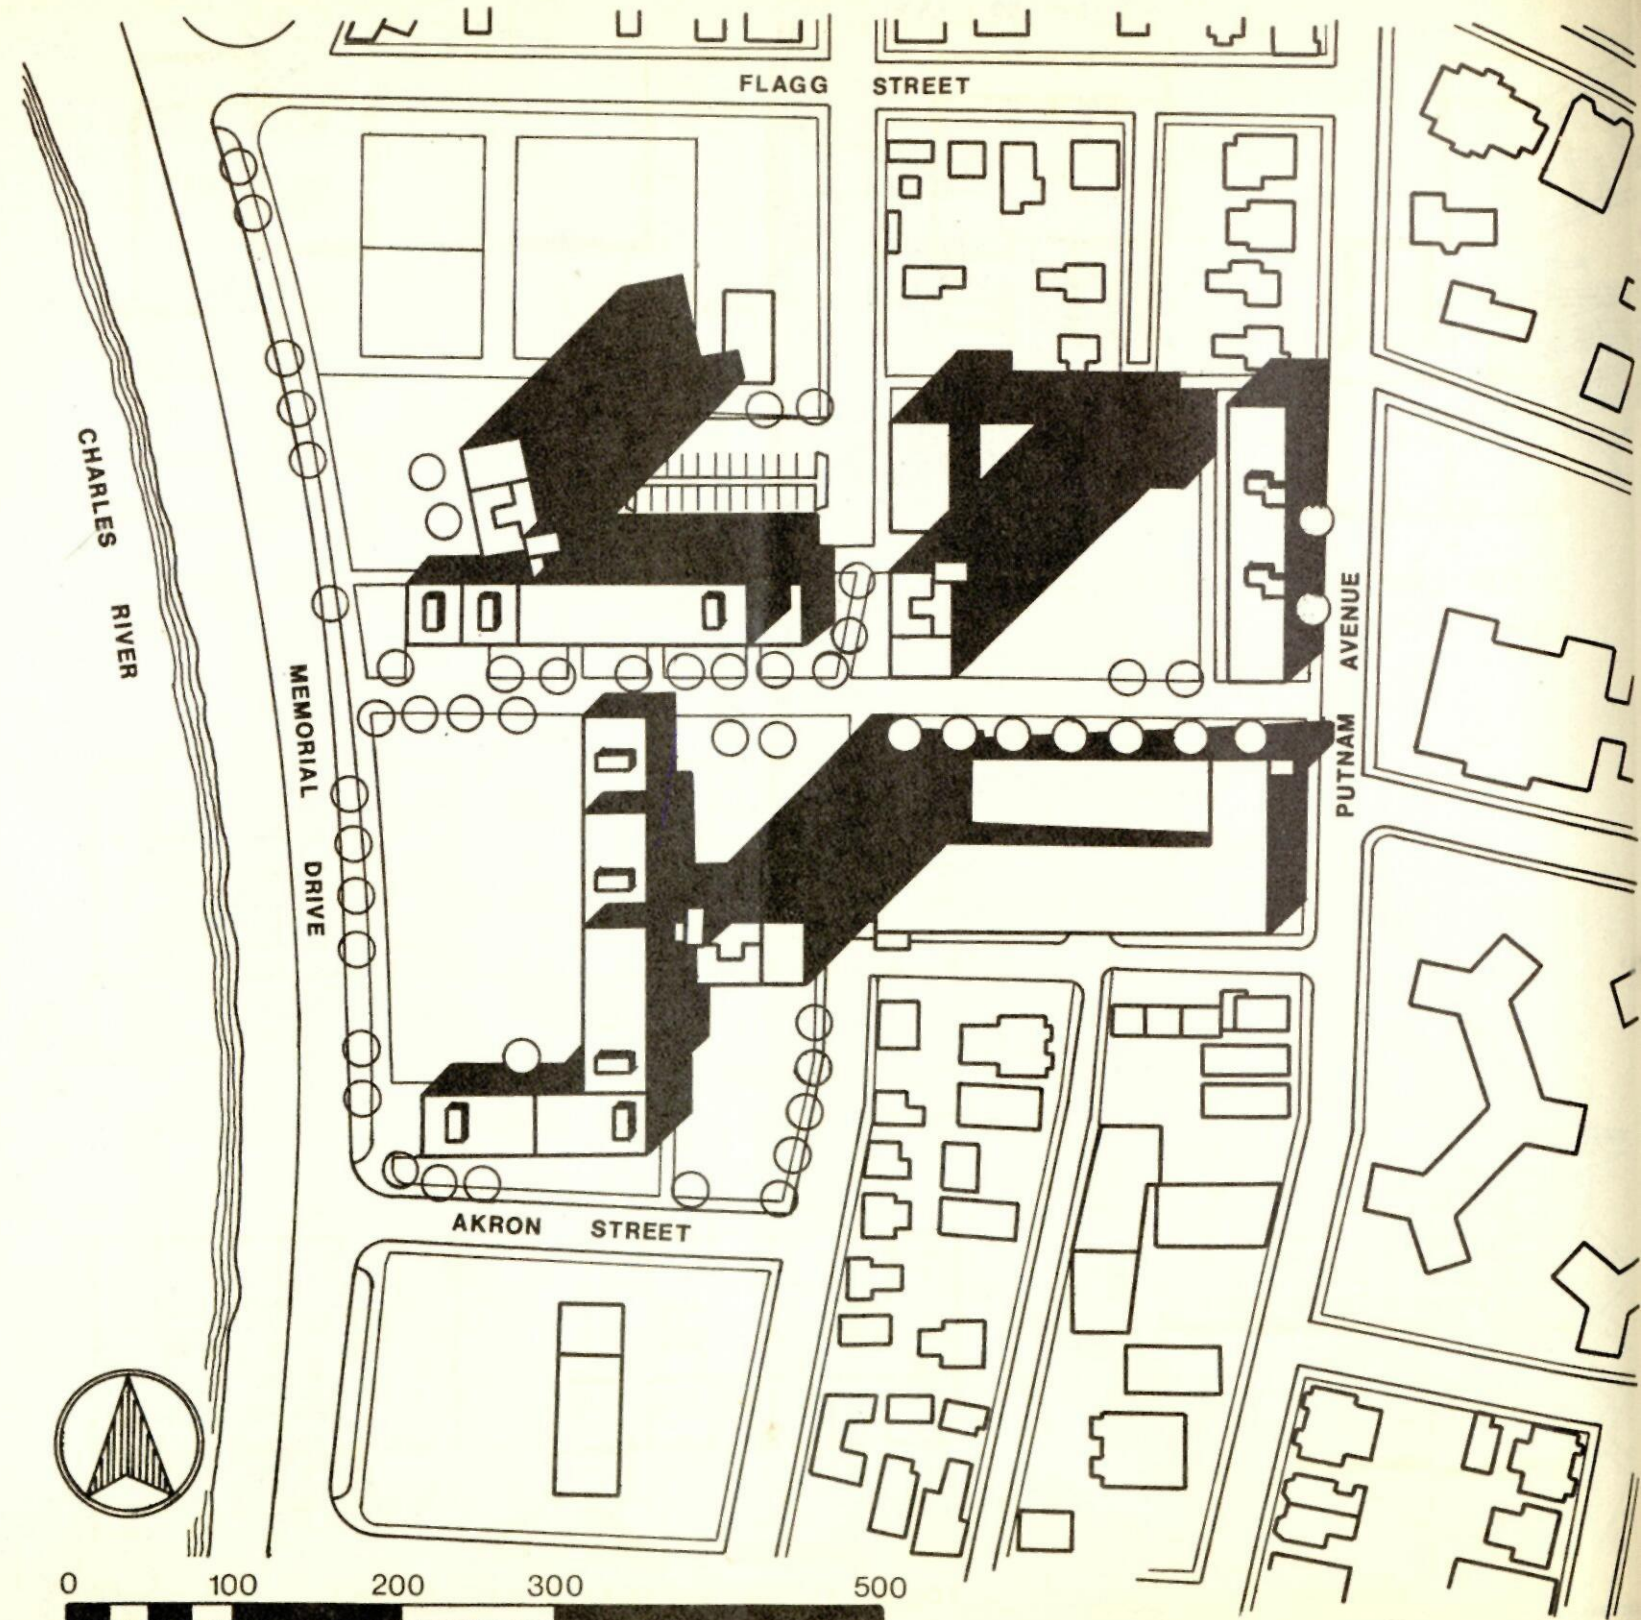 FLAGG STREET
CHARLES RIVER
MEMORIAL DRIVE
PUTNAM AVENUE
AKRON STREET
0 100 200 300 500